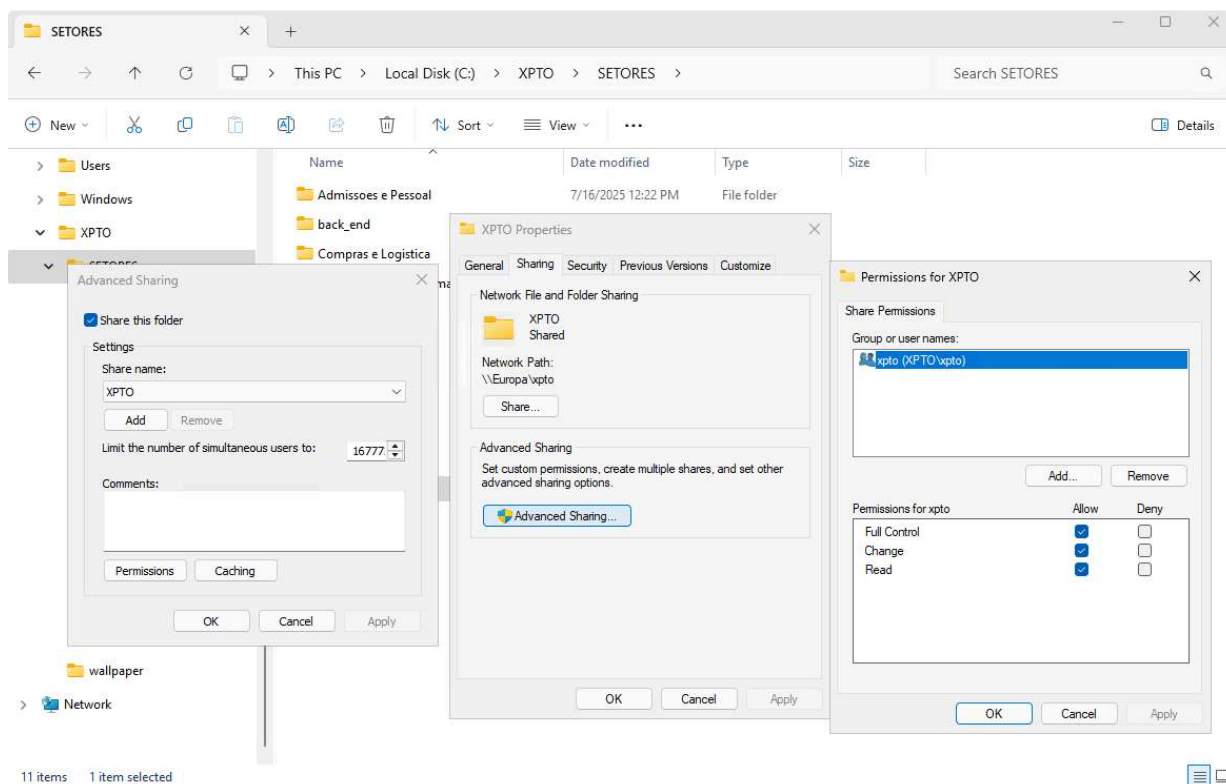 SETORES
This PC > Local Disk (C:) > XPTO > SETORES >
Search SETORES
New
Sort
View
Details
Users
Windows
XPTO
SETORES
wallpaper
Network
Name
Date modified
Type
Size
Admissoes e Pessoal
7/16/2025 12:22 PM
File folder
back_end
Compras e Logistica
Advanced Sharing
Share this folder
Settings
Share name:
XPTO
Add
Remove
Limit the number of simultaneous users to:
16777
Comments:
Permissions
Caching
OK
Cancel
Apply
XPTO Properties
General
Sharing
Security
Previous Versions
Customize
Network File and Folder Sharing
XPTO
Shared
Network Path:
\\Europa\xpto
Share...
Advanced Sharing
Set custom permissions, create multiple shares, and set other
advanced sharing options.
Advanced Sharing...
OK
Cancel
Apply
Permissions for XPTO
Share Permissions
Group or user names:
xpto (XPTO\xpto)
Add...
Remove
Permissions for xpto
Allow
Deny
Full Control
Change
Read
OK
Cancel
Apply
11 items
1 item selected